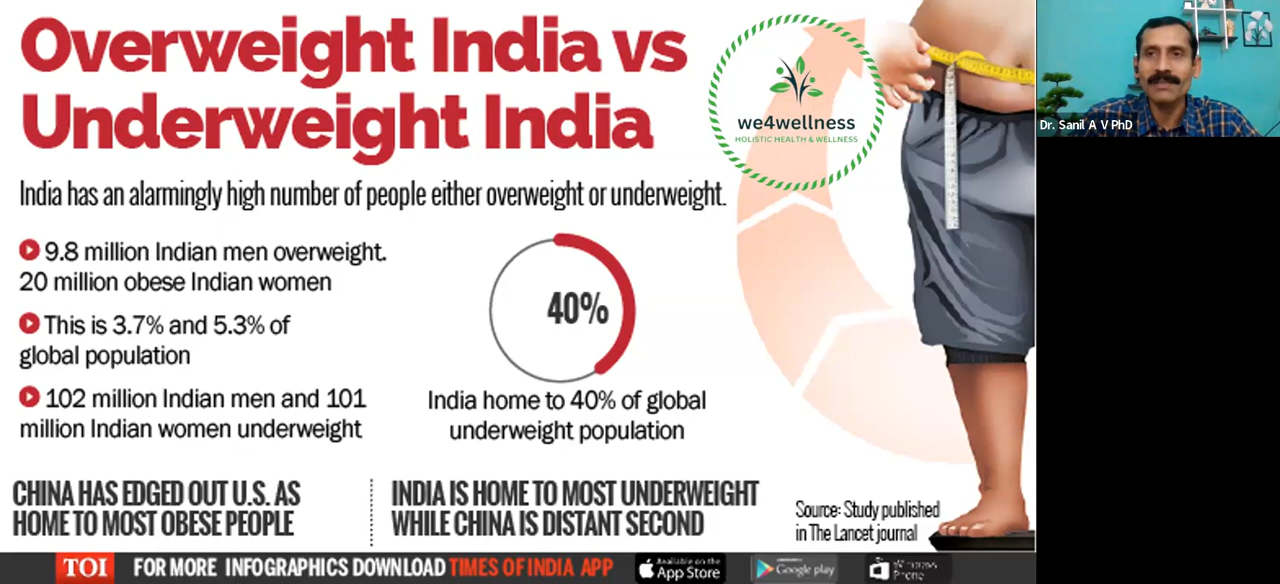 Overweight India vs
Underweight India
we4wellness
HOLISTIC HEALTH & WELLNESS
Dr. Sanil A V PhD
India has an alarmingly high number of people either overweight or underweight.
9.8 million Indian men overweight.
20 million obese Indian women
This is 3.7% and 5.3% of
global population
102 million Indian men and 101
million Indian women underweight
40%
India home to 40% of global
underweight population
CHINA HAS EDGED OUT U.S. AS
HOME TO MOST OBESE PEOPLE
INDIA IS HOME TO MOST UNDERWEIGHT
WHILE CHINA IS DISTANT SECOND
Source: Study published
in The Lancet journal
TOI FOR MORE INFOGRAPHICS DOWNLOAD TIMES OF INDIA APP
Available on the
App Store
Google play
Phone